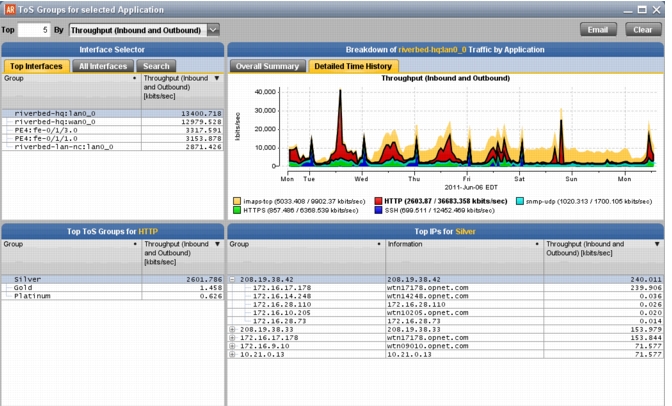 AR ToS Groups for selected Application
Top 5 By Throughput (Inbound and Outbound) Email Clear
Interface Selector
Top Interfaces All Interfaces Search
Group Throughput (Inbound and Outbound) [kbits/sec]
riverbed-hq:lan0_0 13400.718
riverbed-hq:wan0_0 12979.528
PE4:fe-0/1/3.0 3317.591
PE4:fe-0/1/1.0 3153.878
riverbed-lan-nc:lan0_0 2871.426
Breakdown of riverbed-hq:lan0_0 Traffic by Application
Overall Summary Detailed Time History
Throughput (Inbound and Outbound)
kbits/sec
40,000
30,000
20,000
10,000
0
Mon Tue Wed Thu Fri Sat Sun Mon
2011-Jun-06 EDT
imaps-tcp (5033.408 / 9902.37 kbits/sec) HTTP (2603.87 / 36683.358 kbits/sec) snmp-udp (1020.313 / 1700.105 kbits/sec)
HTTPS (957.486 / 6368.539 kbits/sec) SSH (699.511 / 12452.469 kbits/sec)
Top ToS Groups for HTTP
Group Throughput (Inbound and Outbound) [kbits/sec]
Silver 2601.786
Gold 1.458
Platinum 0.626
Top IPs for Silver
Group Information Throughput (Inbound and Outbound) [kbits/sec]
208.19.38.42 208.19.38.42 240.011
172.16.17.178 wtn17178.opnet.com 239.906
172.16.14.248 wtn14248.opnet.com 0.036
172.16.28.110 172.16.28.110 0.026
172.16.10.205 wtn10205.opnet.com 0.020
172.16.28.73 172.16.28.73 0.014
208.19.38.33 208.19.38.33 153.979
172.16.17.178 wtn17178.opnet.com 153.844
172.16.9.10 wtn09010.opnet.com 71.577
10.21.0.13 10.21.0.13 71.577